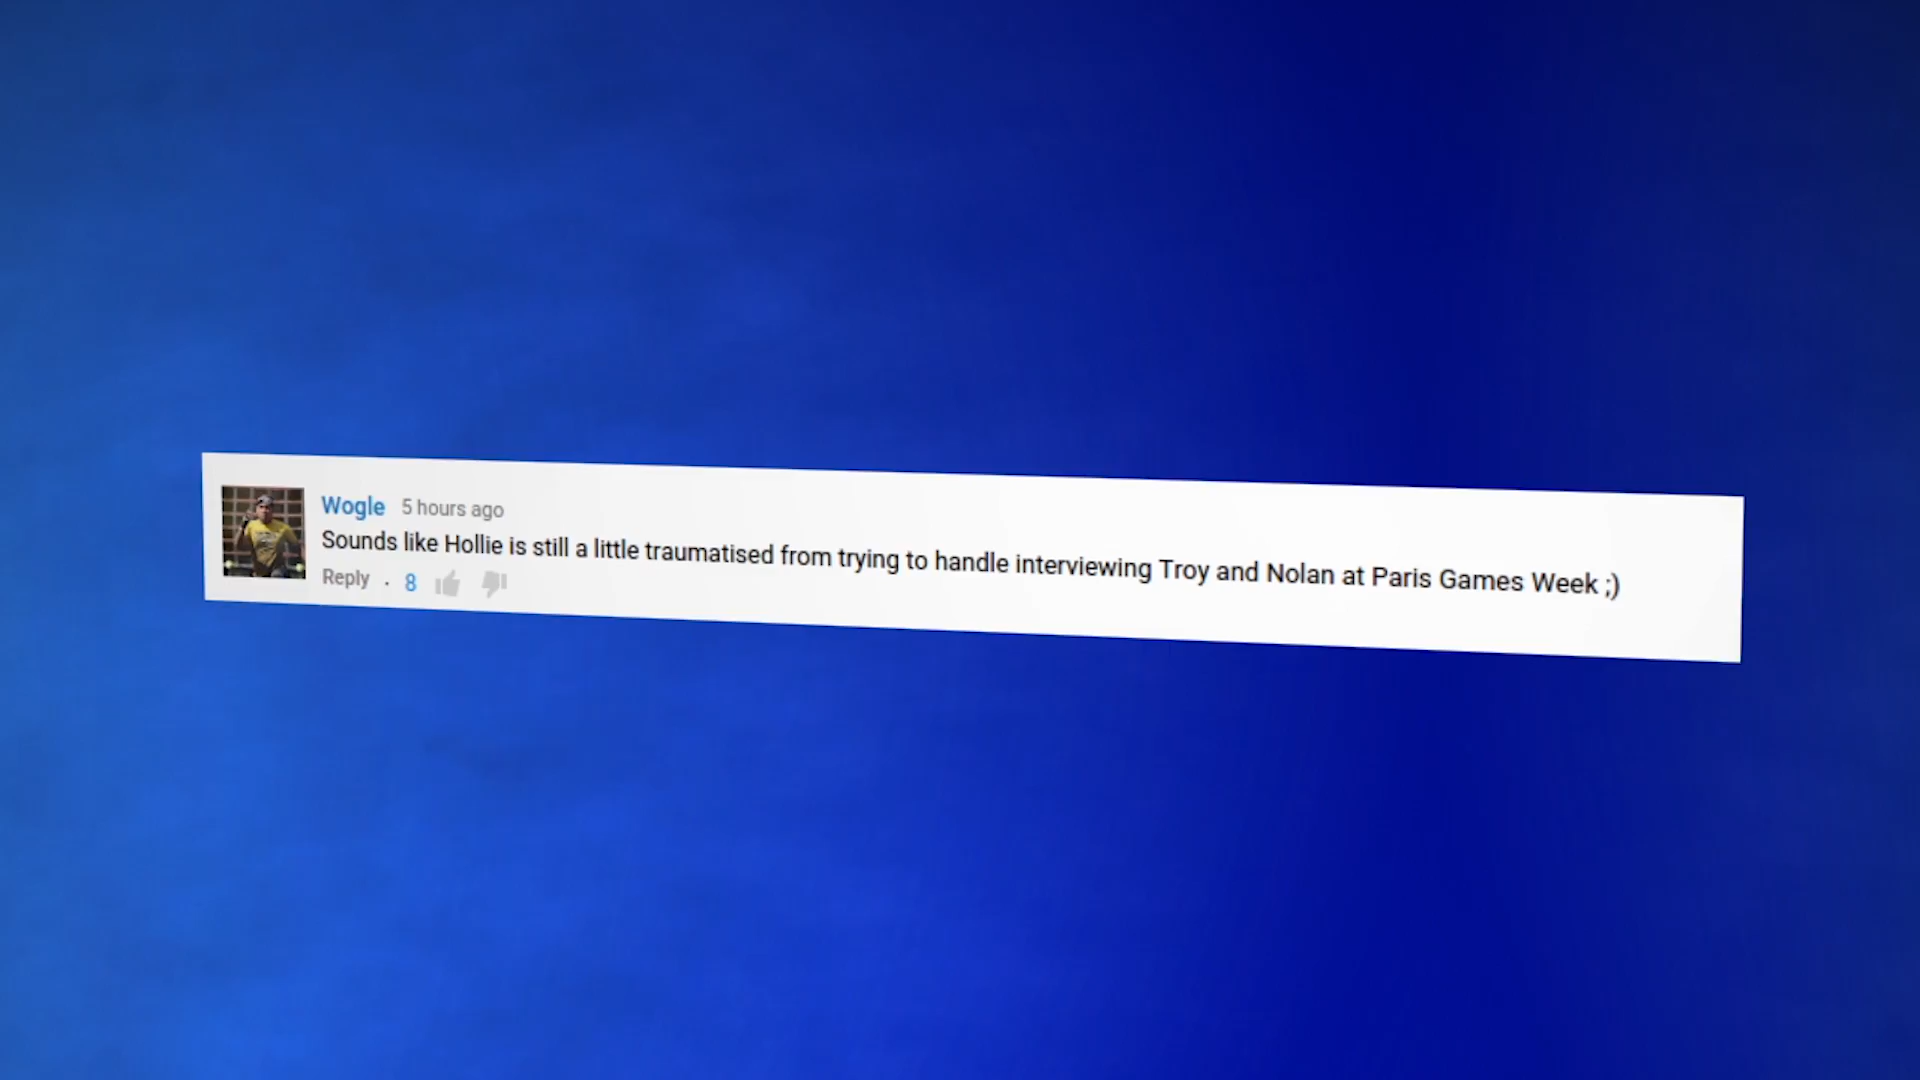 Wogle 5 hours ago
Sounds like Hollie is still a little traumatised from trying to handle interviewing Troy and Nolan at Paris Games Week ;)
Reply . 8